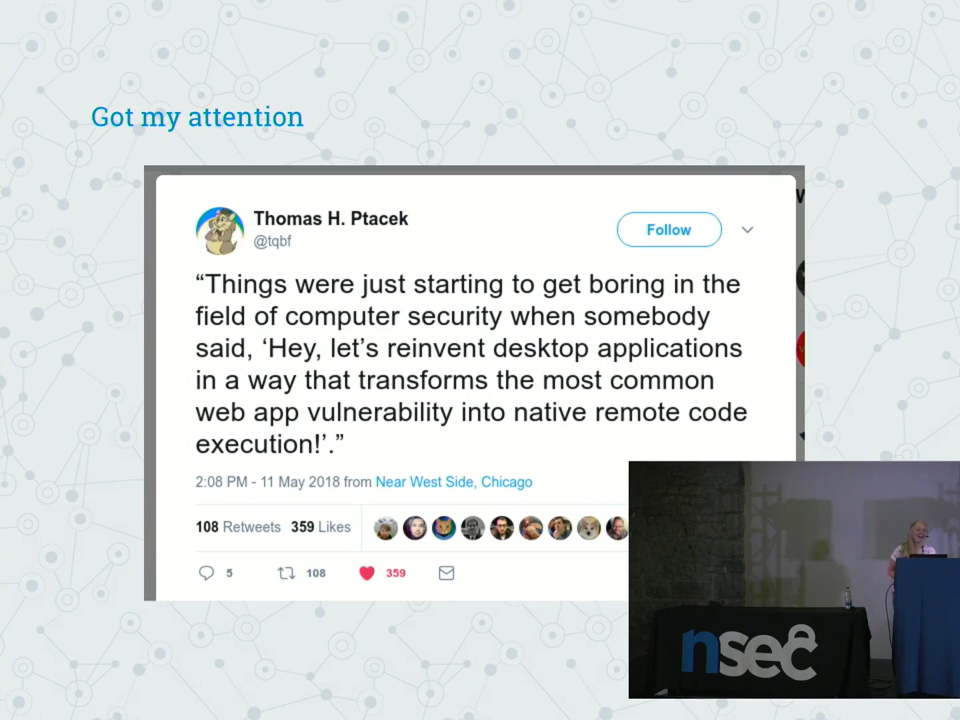 Got my attention
Thomas H. Ptacek
@tqbf
Follow
“Things were just starting to get boring in the
field of computer security when somebody
said, ‘Hey, let’s reinvent desktop applications
in a way that transforms the most common
web app vulnerability into native remote code
execution!’.”
2:08 PM - 11 May 2018 from Near West Side, Chicago
108 Retweets 359 Likes
5 108 359
nsec